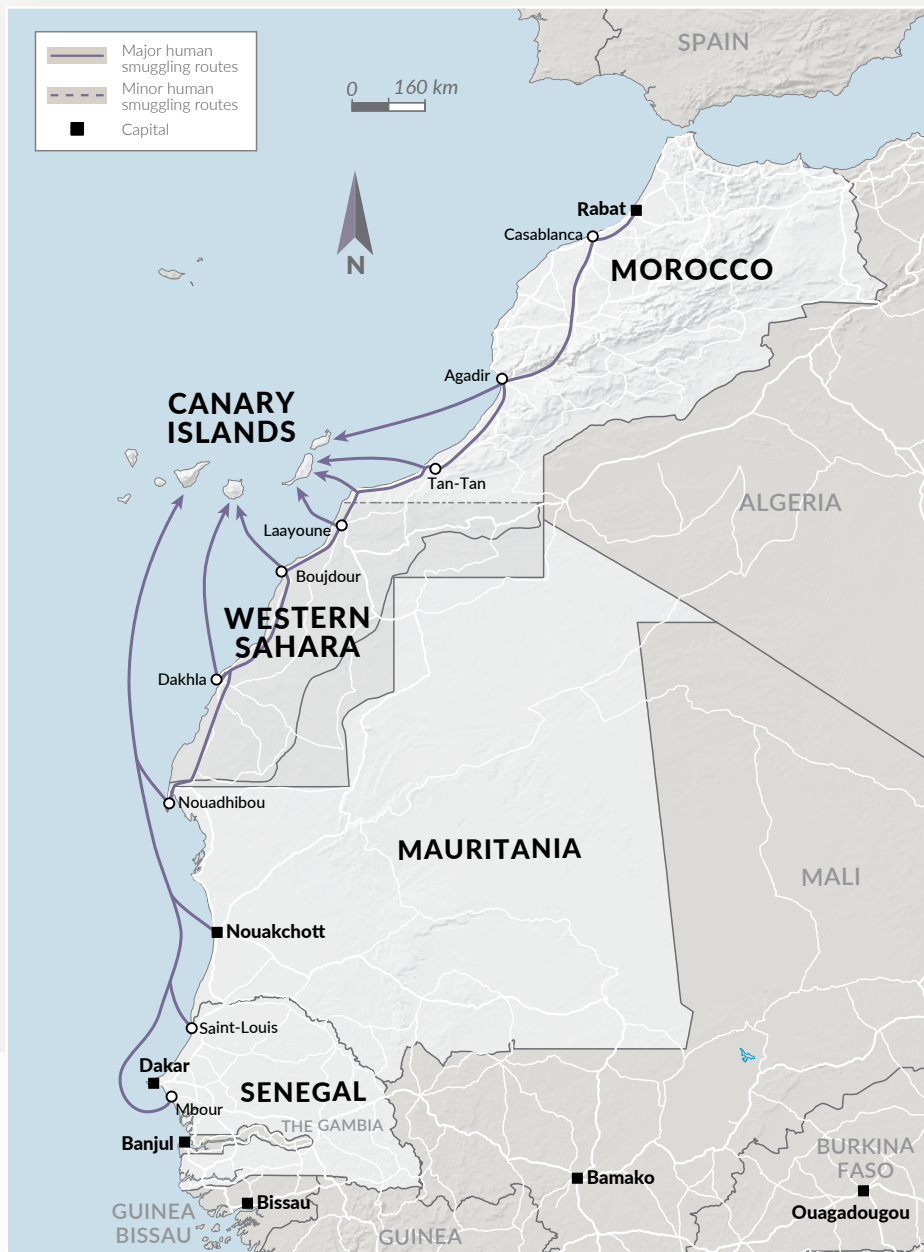 Major human
smuggling routes
Minor human
smuggling routes
Capital
0 160 km
N
SPAIN
Rabat
Casablanca
MOROCCO
Agadir
CANARY
ISLANDS
Tan-Tan
ALGERIA
Laayoune
Boujdour
WESTERN
SAHARA
Dakhla
Nouadhibou
MAURITANIA
MALI
Nouakchott
Saint-Louis
Dakar
SENEGAL
Mbour
THE GAMBIA
Banjul
BURKINA
FASO
Bamako
Bissau
Ouagadougou
GUINEA
BISSAU
GUINEA